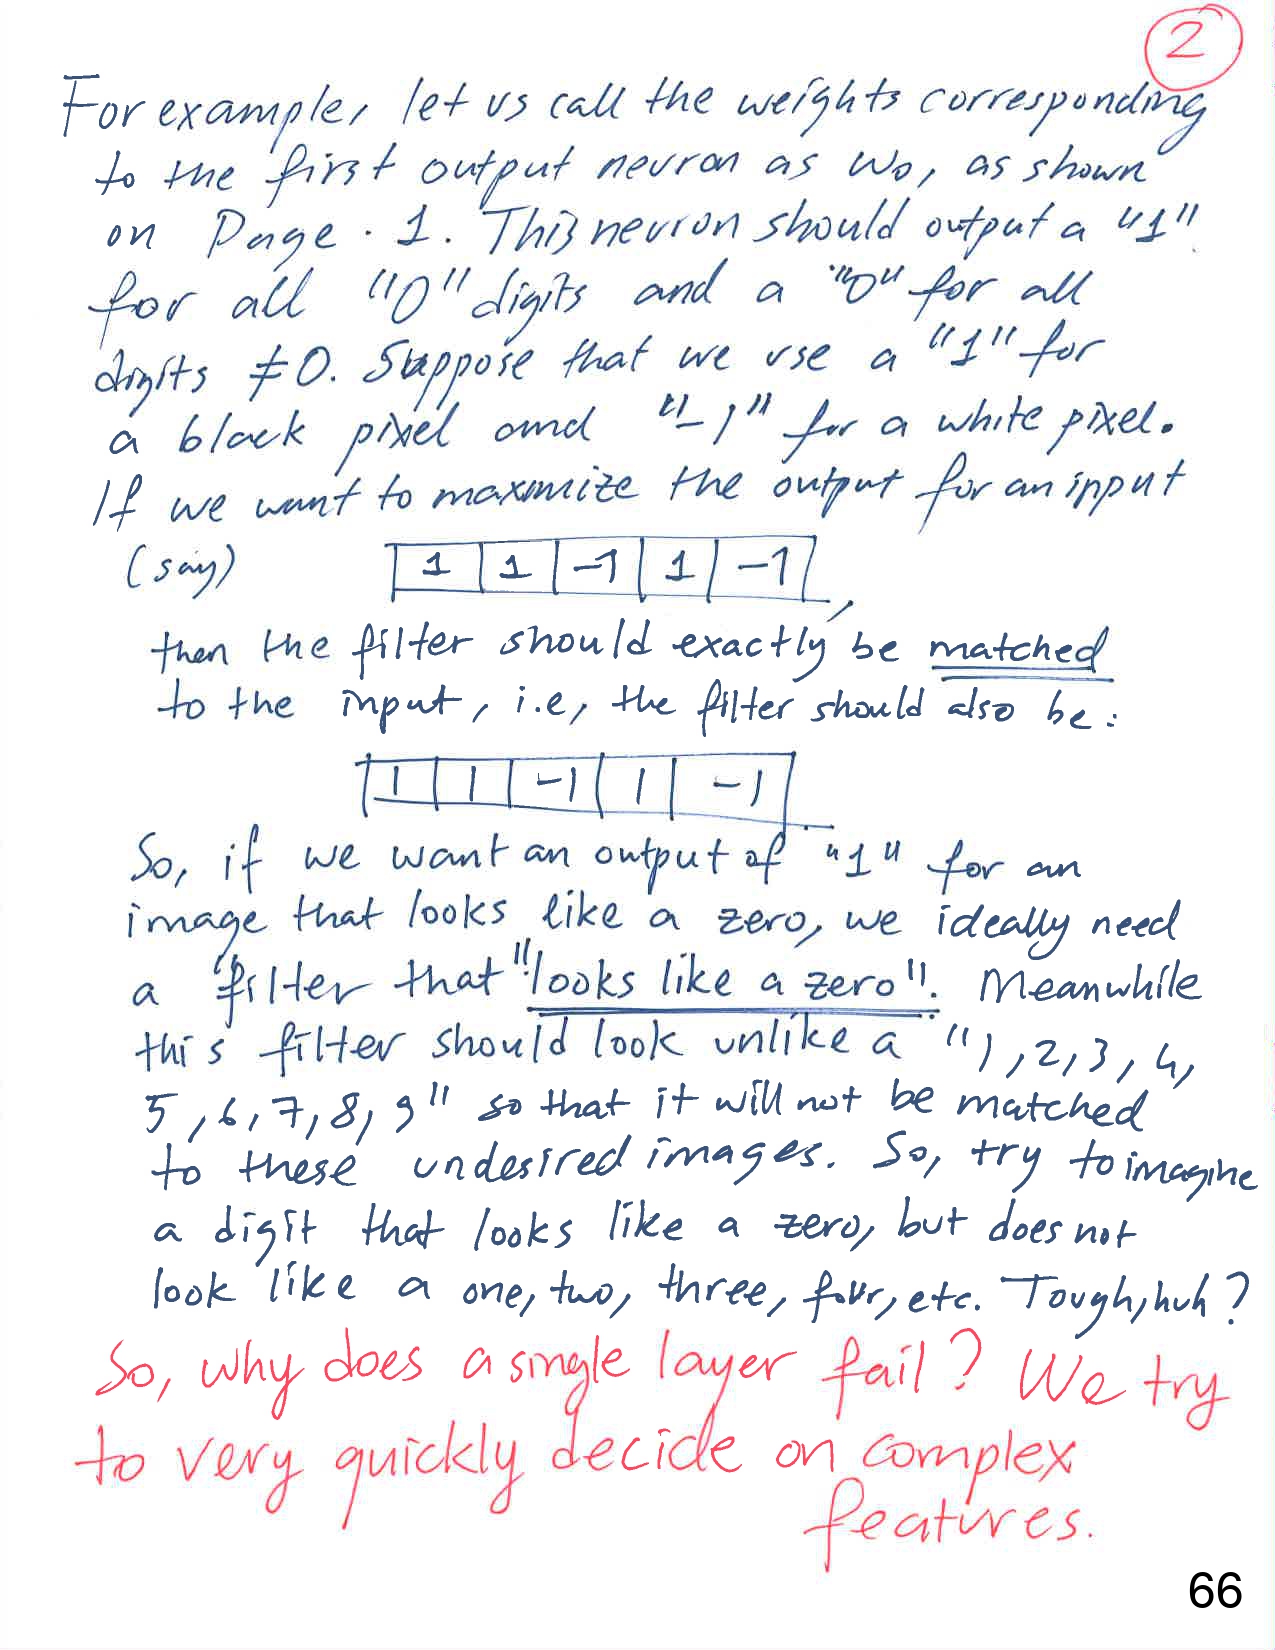 2
For example, let us call the weights corresponding
to the first output neuron as W0, as shown
on Page. 1. This neuron should output a "1"
for all "0" digits and a "0" for all
digits ≠0. Suppose that we use a "1" for
a black pixel and "-1" for a white pixel.
If we want to maximize the output for an input
(say) 1 1 -1 1 -1,
then the filter should exactly be matched
to the input, i.e, the filter should also be:
1 1 -1 1 -1
So, if we want an output of "1" for an
image that looks like a zero, we ideally need
a filter that "looks like a zero". Meanwhile
this filter should look unlike a "1,2,3,4,
5,6,7,8,9" so that it will not be matched
to these undesired images. So, try to imagine
a digit that looks like a zero, but does not
look like a one, two, three, four, etc. Tough, huh?
So, why does a single layer fail? We try
to very quickly decide on complex
features.
66